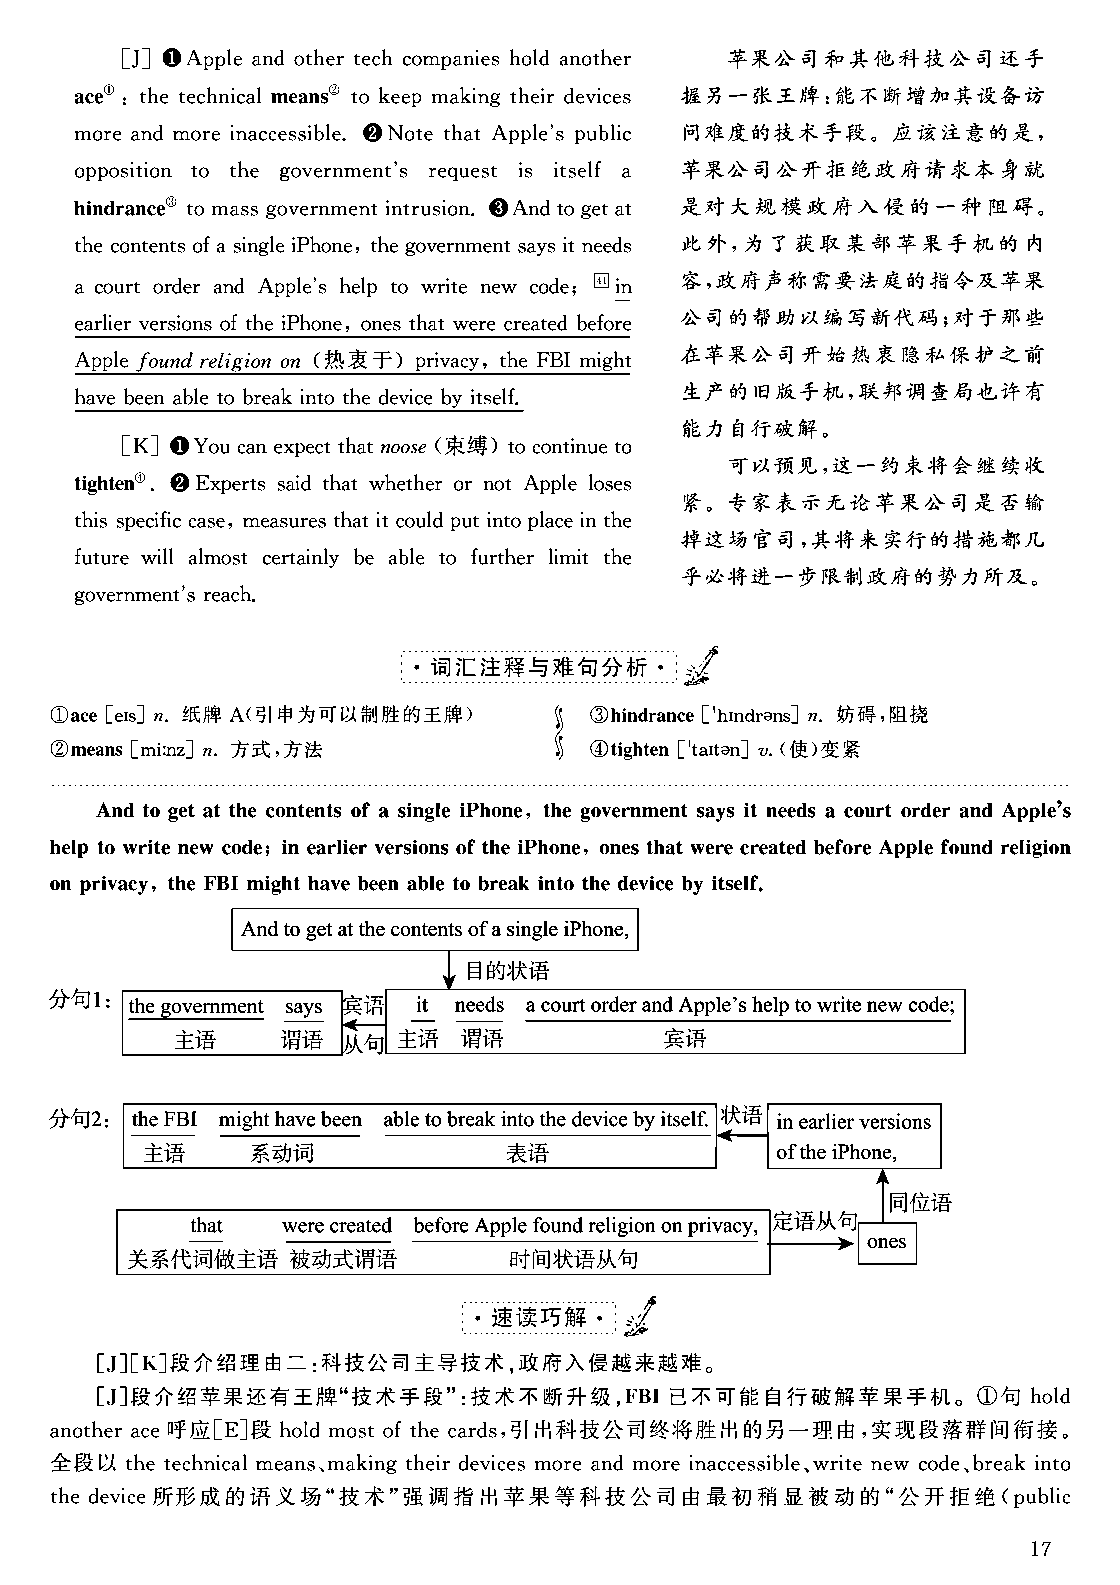 [J] ❶Apple and other tech companies hold another
ace① : the technical means② to keep making their devices
more and more inaccessible. ❷Note that Apple's public
opposition to the government's request is itself a
hindrance③ to mass government intrusion. ❸And to get at
the contents of a single iPhone, the government says it needs
a court order and Apple's help to write new code; 41 in
earlier versions of the iPhone, ones that were created before
Apple found religion on (热衷于) privacy, the FBI might
have been able to break into the device by itself.
[K] ❶You can expect that noose (束缚) to continue to
tighten④. ❷Experts said that whether or not Apple loses
this specific case, measures that it could put into place in the
future will almost certainly be able to further limit the
government's reach.
苹果公司和其他科技公司还手
握另一张王牌:能不断增加其设备访
问难度的技术手段。应该注意的是,
苹果公司公开拒绝政府请求本身就
是对大规模政府入侵的一种阻碍。
此外,为了获取某部苹果手机的内
容,政府声称需要法庭的指令及苹果
公司的帮助以编写新代码;对于那些
在苹果公司开始热衷隐私保护之前
生产的旧版手机,联邦调查局也许有
能力自行破解。
可以预见,这一约束将会继续收
紧。专家表示无论苹果公司是否输
掉这场官司,其将来实行的措施都几
乎必将进一步限制政府的势力所及。
·词汇注释与难句分析·
①ace [eɪs] n. 纸牌 A(引申为可以制胜的王牌)
②means [miːnz] n. 方式,方法
③hindrance [ˈhɪndrəns] n. 妨碍,阻挠
④tighten [ˈtaɪtən] v. (使)变紧
And to get at the contents of a single iPhone, the government says it needs a court order and Apple's
help to write new code; in earlier versions of the iPhone, ones that were created before Apple found religion
on privacy, the FBI might have been able to break into the device by itself.
And to get at the contents of a single iPhone,
目的状语
分句1: the government says 宾语 it needs a court order and Apple's help to write new code;
主语 谓语 从句 主语 谓语 宾语
分句2: the FBI might have been able to break into the device by itself. 状语 in earlier versions
主语 系动词 表语 of the iPhone,
同位语
that were created before Apple found religion on privacy, 定语从句 ones
关系代词做主语 被动式谓语 时间状语从句
·速读巧解·
[J][K]段介绍理由二:科技公司主导技术,政府入侵越来越难。
[J]段介绍苹果还有王牌“技术手段”:技术不断升级,FBI 已不可能自行破解苹果手机。①句 hold
another ace 呼应[E]段 hold most of the cards,引出科技公司终将胜出的另一理由,实现段落群间衔接。
全段以 the technical means、making their devices more and more inaccessible、write new code、break into
the device 所形成的语义场“技术”强调指出苹果等科技公司由最初稍显被动的“公开拒绝(public
17